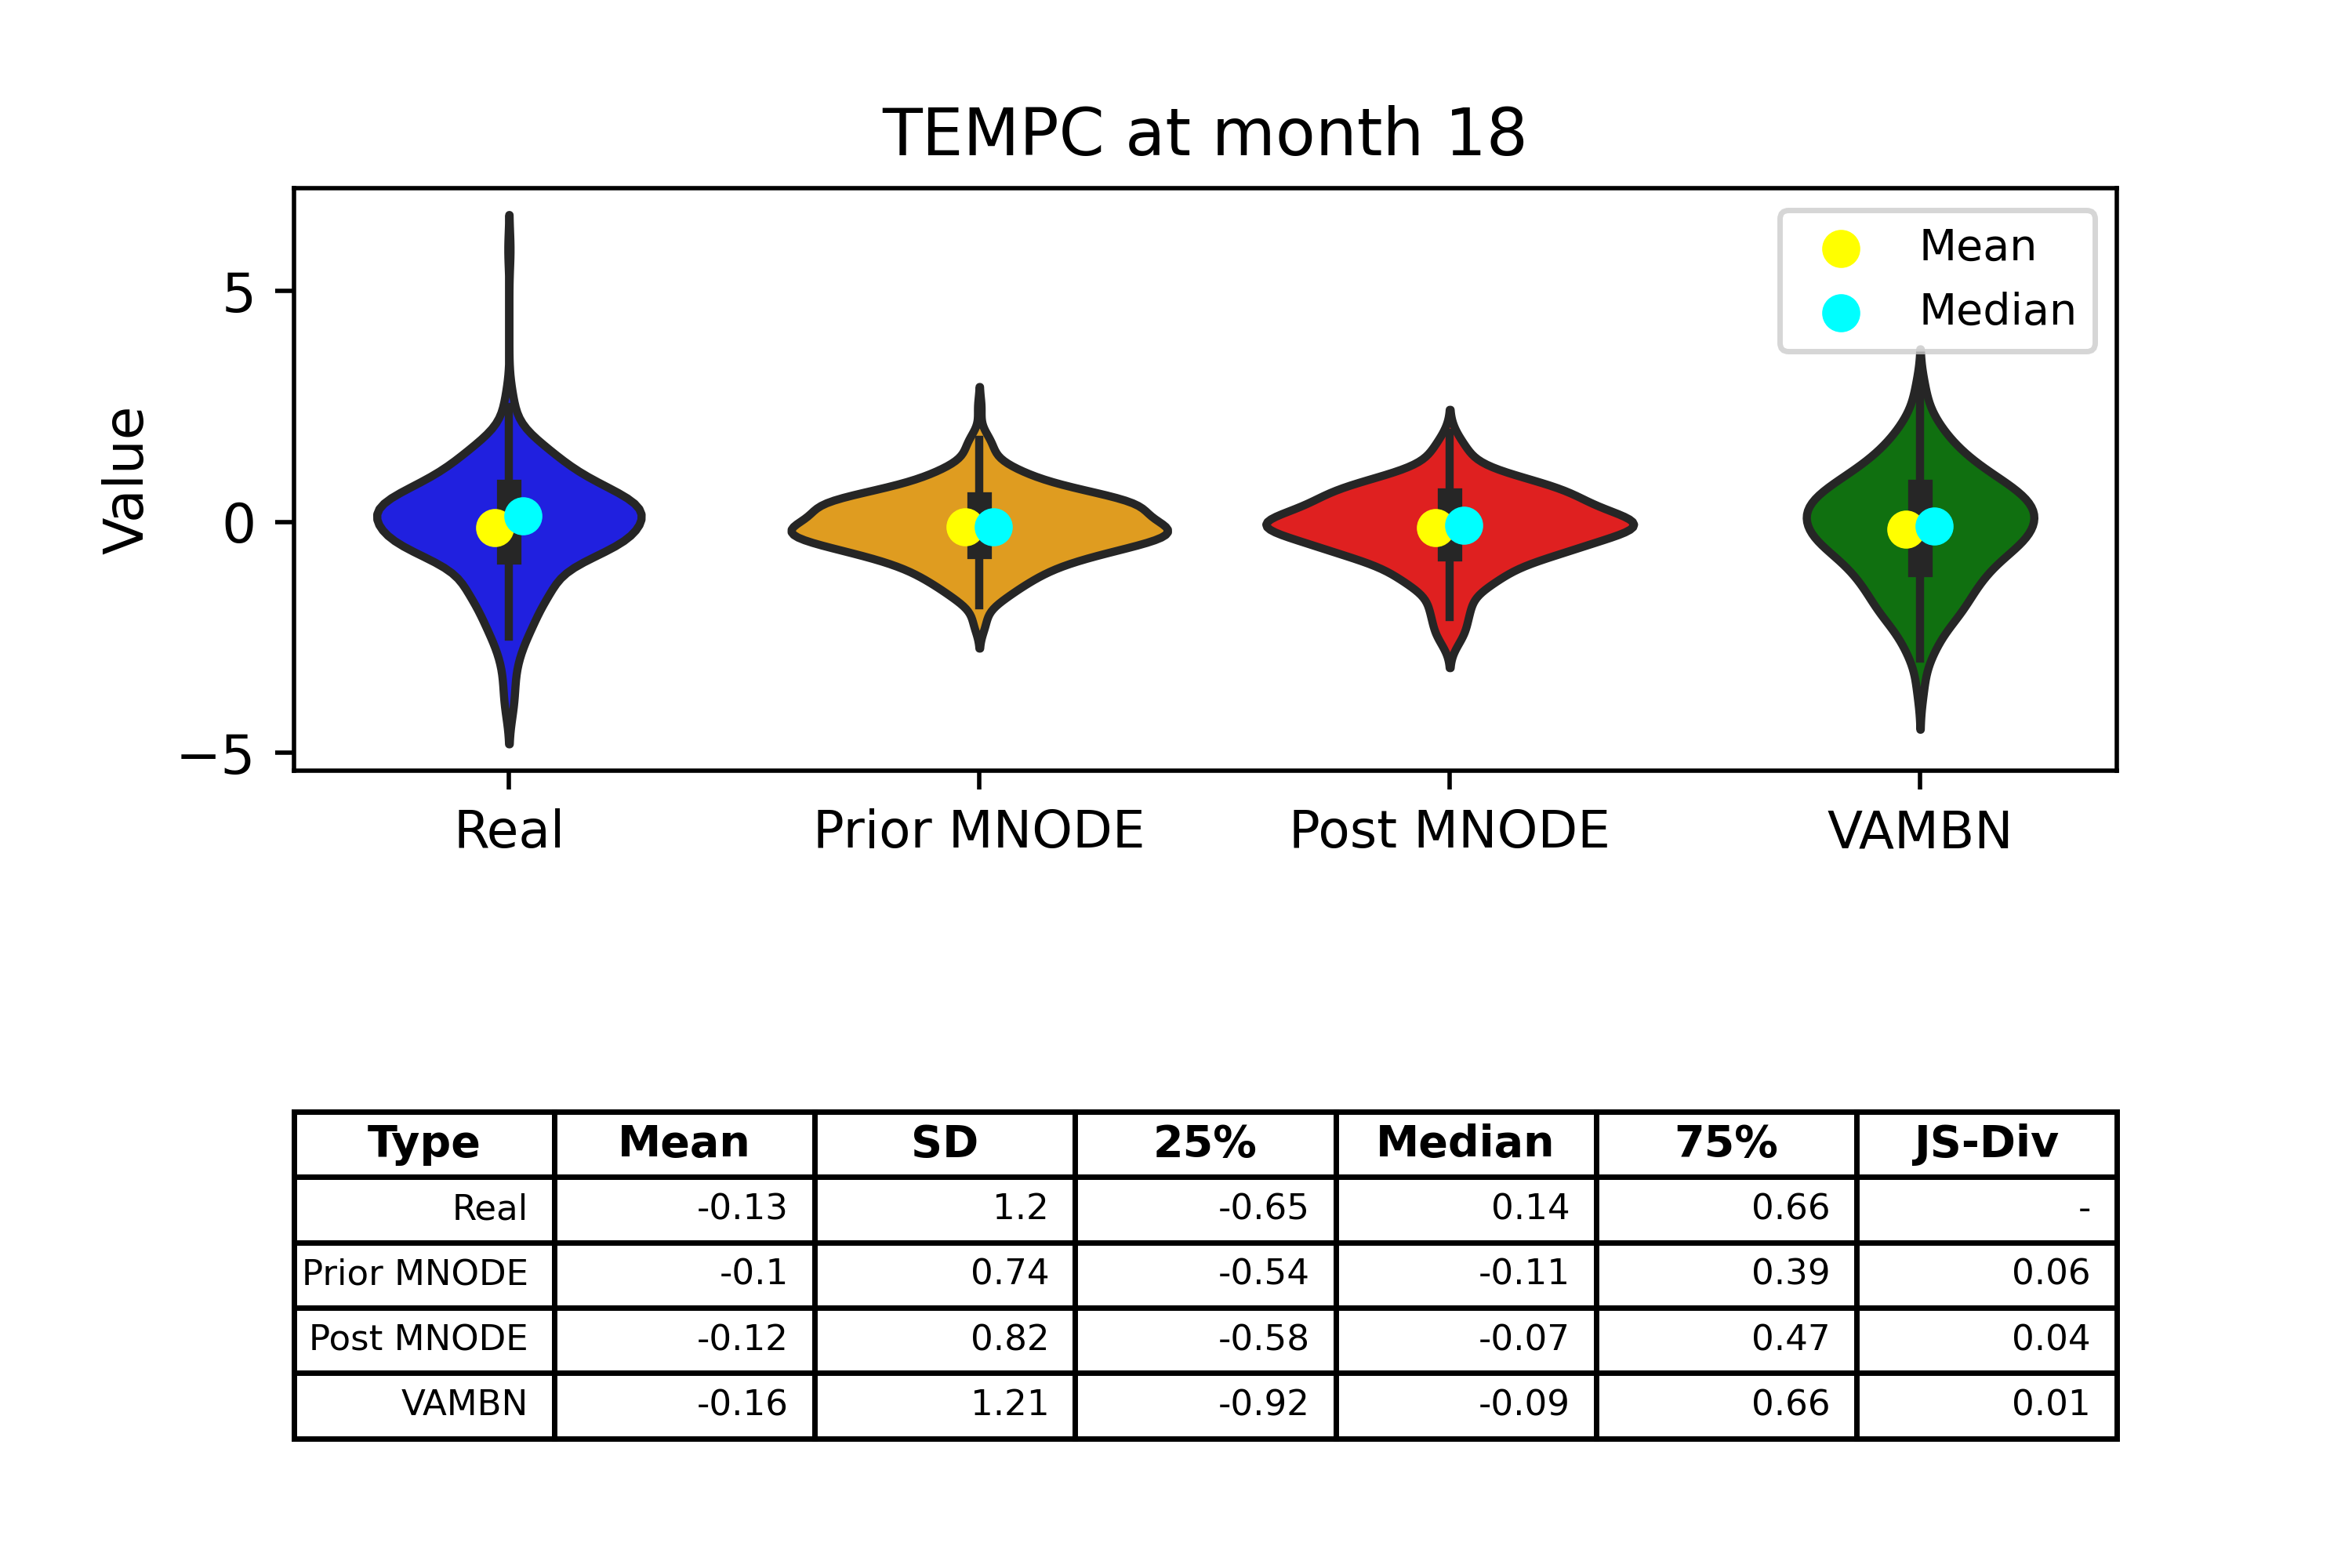 TEMPC at month 18
Value
5
0
−5
Mean
Median
Real Prior MNODE Post MNODE VAMBN
Type Mean SD 25% Median 75% JS-Div
Real -0.13 1.2 -0.65 0.14 0.66 -
Prior MNODE -0.1 0.74 -0.54 -0.11 0.39 0.06
Post MNODE -0.12 0.82 -0.58 -0.07 0.47 0.04
VAMBN -0.16 1.21 -0.92 -0.09 0.66 0.01